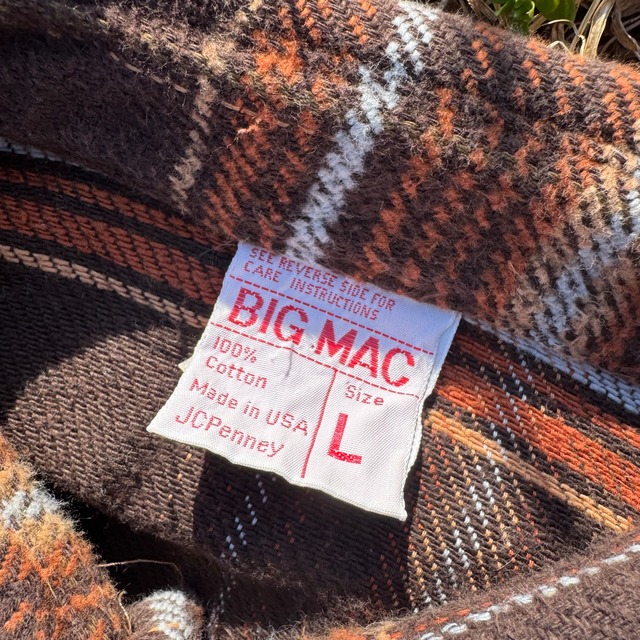 SEE REVERSE SIDE FOR
CARE INSTRUCTIONS
BIG MAC
100%
Cotton
Made in USA
JCPenney
Size
L